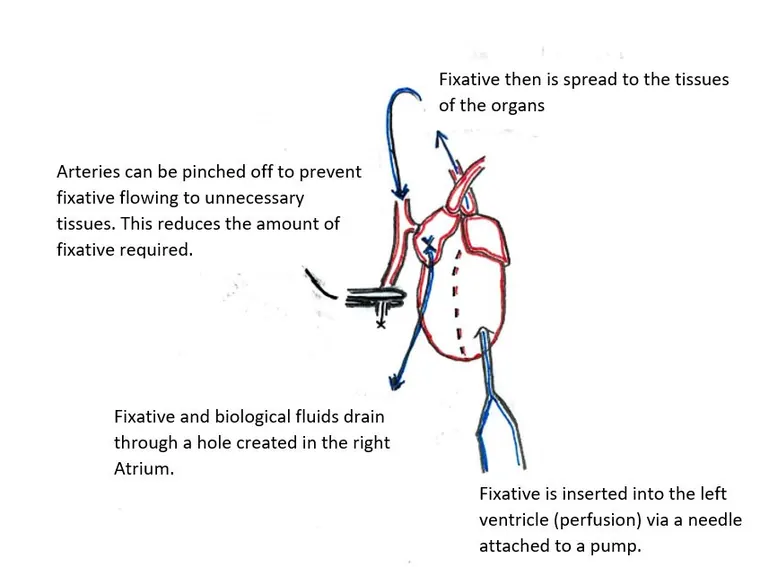 Fixative then is spread to the tissues
of the organs
Arteries can be pinched off to prevent
fixative flowing to unnecessary
tissues. This reduces the amount of
fixative required.
Fixative and biological fluids drain
through a hole created in the right
Atrium.
Fixative is inserted into the left
ventricle (perfusion) via a needle
attached to a pump.